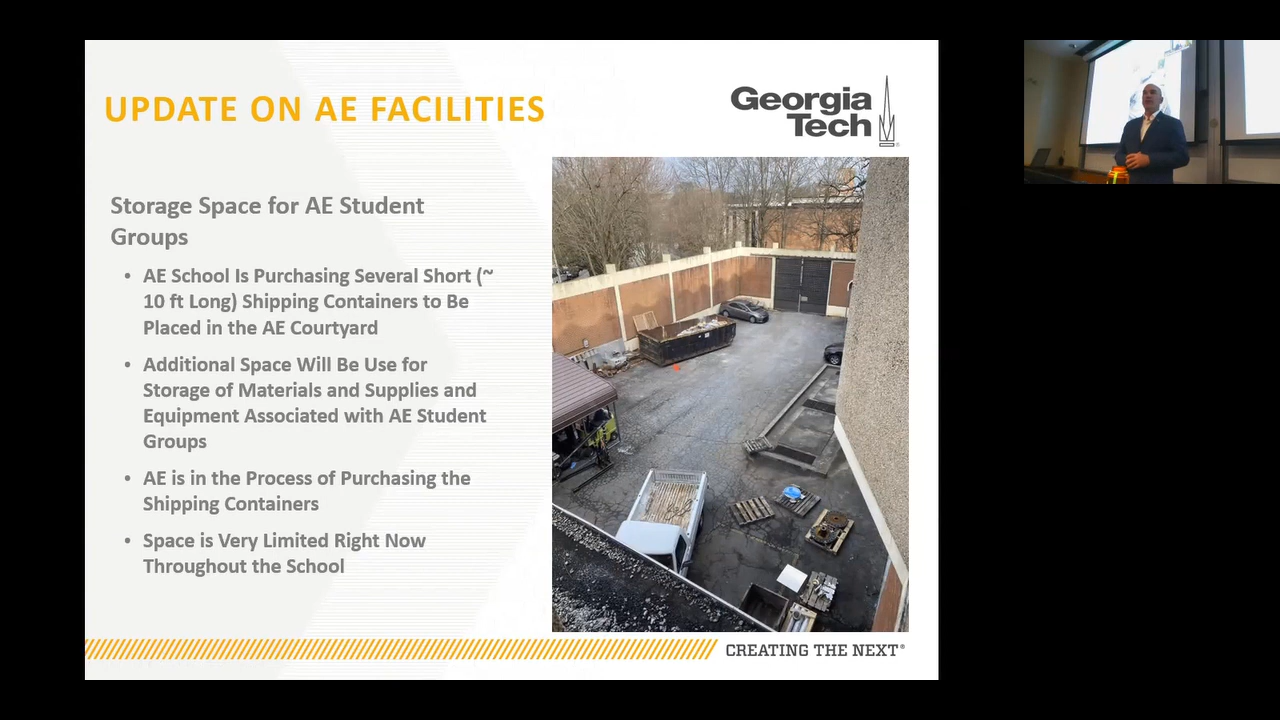 UPDATE ON AE FACILITIES
Georgia
Tech
Storage Space for AE Student
Groups
• AE School Is Purchasing Several Short (~
10 ft Long) Shipping Containers to Be
Placed in the AE Courtyard
• Additional Space Will Be Use for
Storage of Materials and Supplies and
Equipment Associated with AE Student
Groups
• AE is in the Process of Purchasing the
Shipping Containers
• Space is Very Limited Right Now
Throughout the School
CREATING THE NEXT®